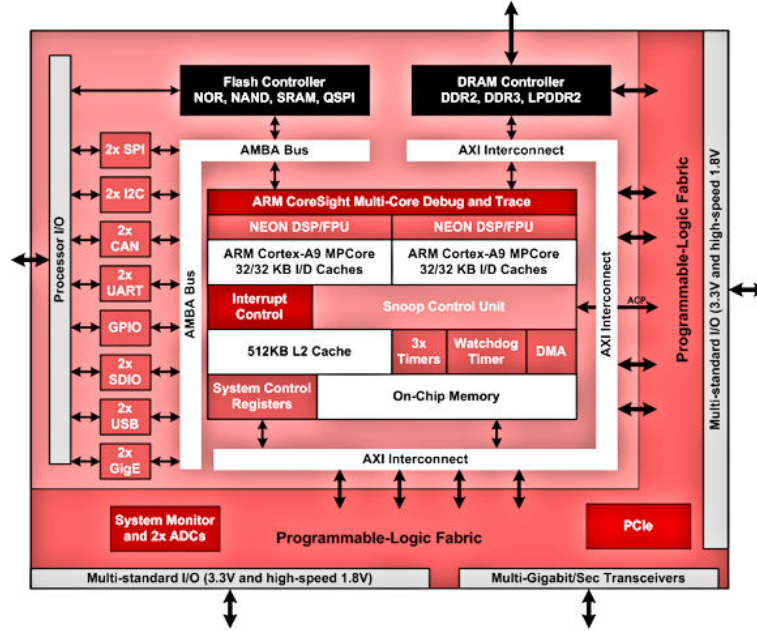 Flash Controller
NOR, NAND, SRAM, QSPI
DRAM Controller
DDR2, DDR3, LPDDR2
AMBA Bus
AXI Interconnect
Processor I/O
2x SPI
2x I2C
2x
CAN
2x
UART
GPIO
2x
SDIO
2x
USB
2x
GigE
AMBA Bus
ARM CoreSight Multi-Core Debug and Trace
NEON DSP/FPU
NEON DSP/FPU
ARM Cortex-A9 MPCore
32/32 KB I/D Caches
ARM Cortex-A9 MPCore
32/32 KB I/D Caches
Interrupt
Control
Snoop Control Unit
512KB L2 Cache
3x
Timers
Watchdog
Timer
DMA
System Control
Registers
On-Chip Memory
AXI Interconnect
AXI Interconnect
ACP
Programmable-Logic Fabric
Multi-standard I/O (3.3V and high-speed 1.8V)
System Monitor
and 2x ADCs
Programmable-Logic Fabric
PCIe
Multi-standard I/O (3.3V and high-speed 1.8V)
Multi-Gigabit/Sec Transceivers